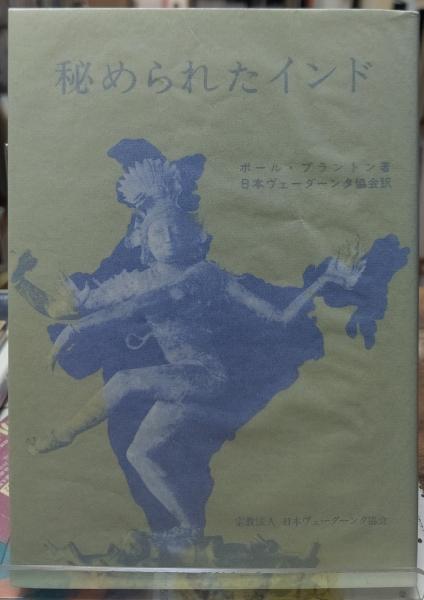 秘められたインド
ポール・ブラントン著
日本ヴェーダーンタ協会訳
宗教法人 日本ヴェーダーンタ協会